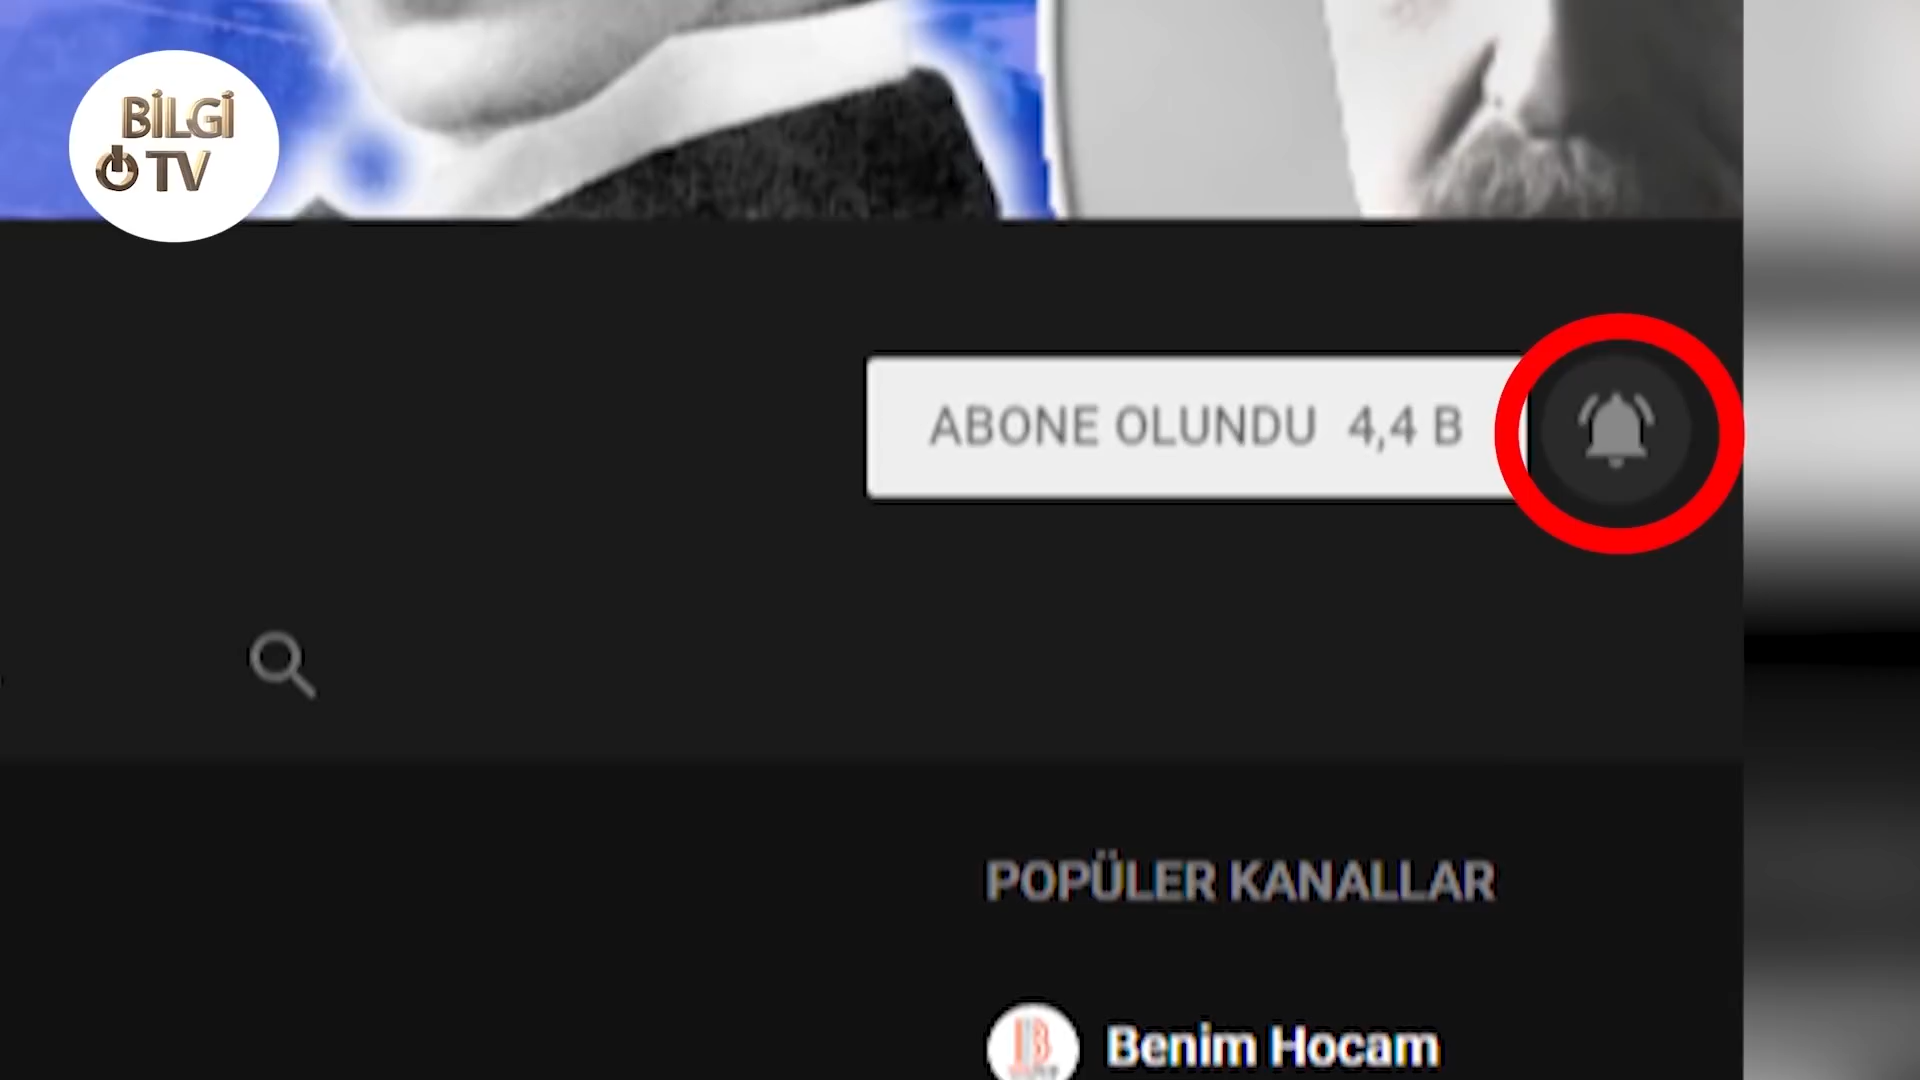 BİLGİ
TV
ABONE OLUNDU 4,4 B
POPÜLER KANALLAR
Benim Hocam